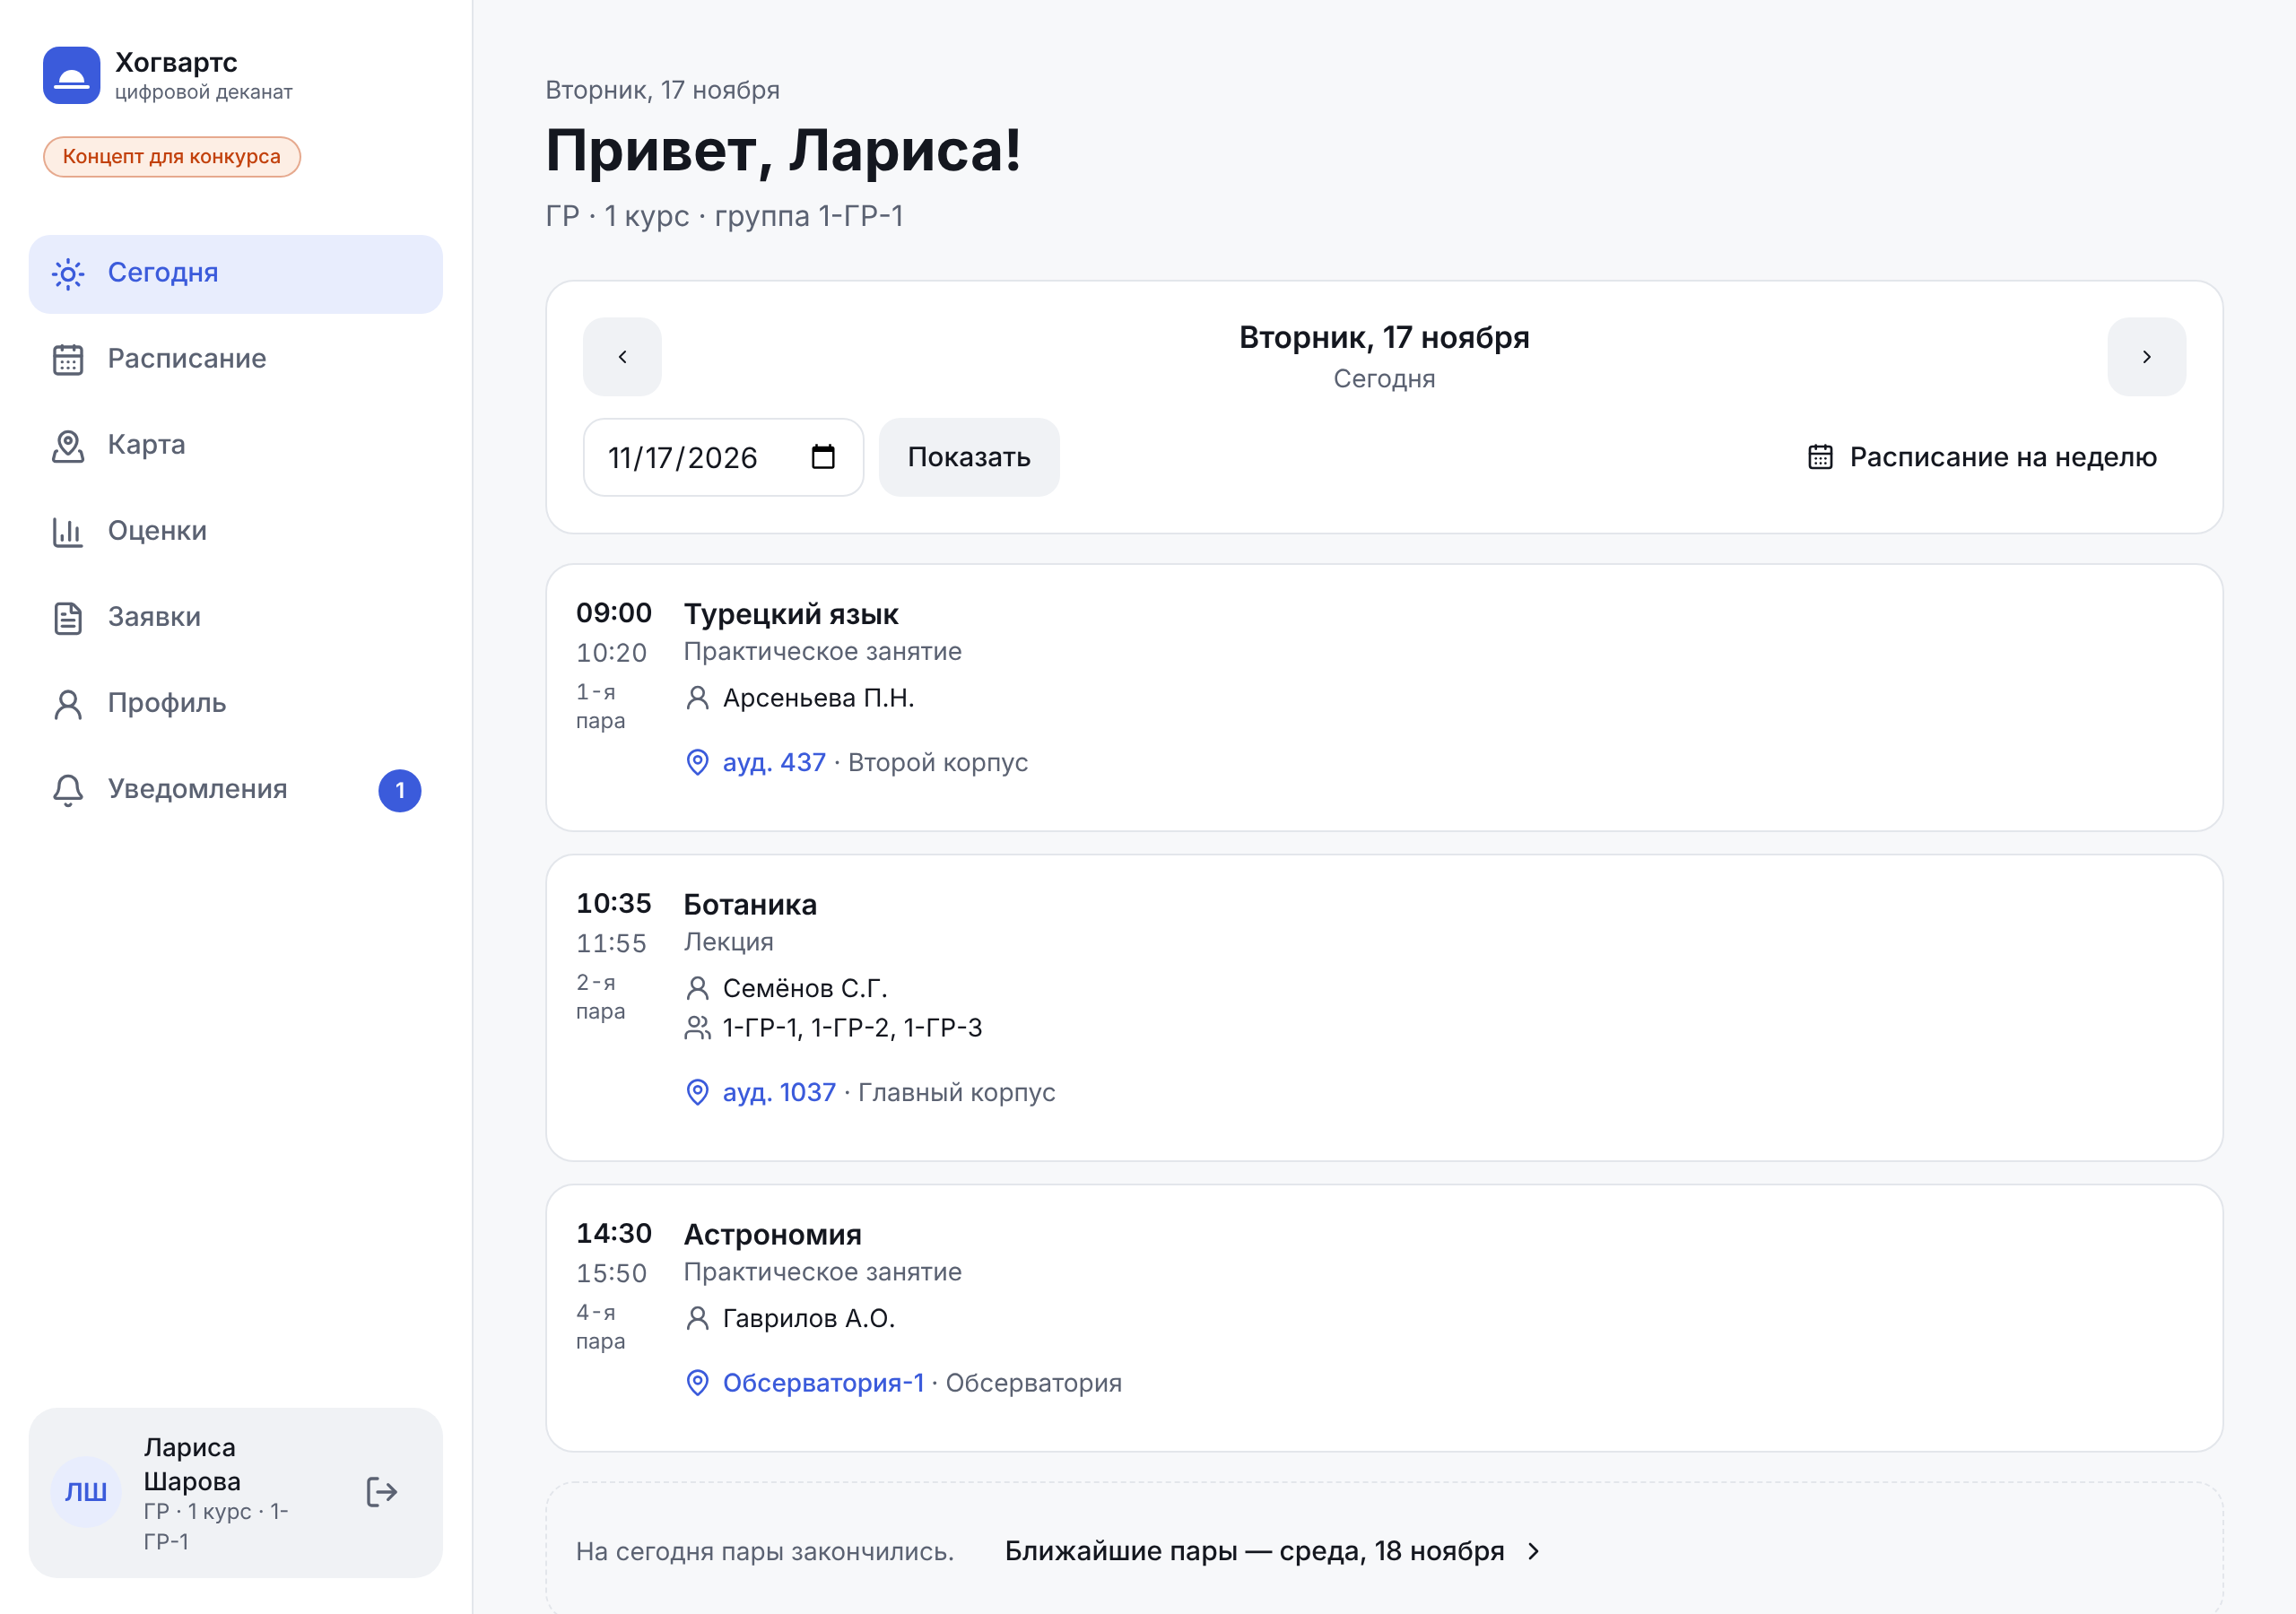 Хогвартс
цифровой деканат
Концепт для конкурса
Сегодня
Расписание
Карта
Оценки
Заявки
Профиль
Уведомления
1
ЛШ
Лариса
Шарова
ГР · 1 курс · 1-
ГР-1
Вторник, 17 ноября
Привет, Лариса!
ГР · 1 курс · группа 1-ГР-1
Вторник, 17 ноября
Сегодня
11/17/2026
Показать
Расписание на неделю
09:00
10:20
1-я
пара
Турецкий язык
Практическое занятие
Арсеньева П.Н.
ауд. 437 · Второй корпус
10:35
11:55
2-я
пара
Ботаника
Лекция
Семёнов С.Г.
1-ГР-1, 1-ГР-2, 1-ГР-3
ауд. 1037 · Главный корпус
14:30
15:50
4-я
пара
Астрономия
Практическое занятие
Гаврилов А.О.
Обсерватория-1 · Обсерватория
На сегодня пары закончились.
Ближайшие пары — среда, 18 ноября